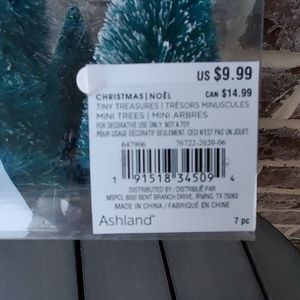 US $9.99
CHRISTMAS | NOËL
CAN $14.99
TINY TREASURES | TRÉSORS MINUSCULES
MINI TREES | MINI ARBRES
FOR DECORATIVE USE ONLY. NOT A TOY.
POUR USAGE DÉCORATIF SEULEMENT. CECI N'EST PAS UN JOUET.
647906 76722-2020-06
1 91518 34509 4
DISTRIBUTED BY / DISTRIBUÉ PAR
MSPCI, 8000 BENT BRANCH DRIVE, IRVING, TX 75063
MADE IN CHINA / FABRIQUÉ EN CHINE
Ashland® 7 pc